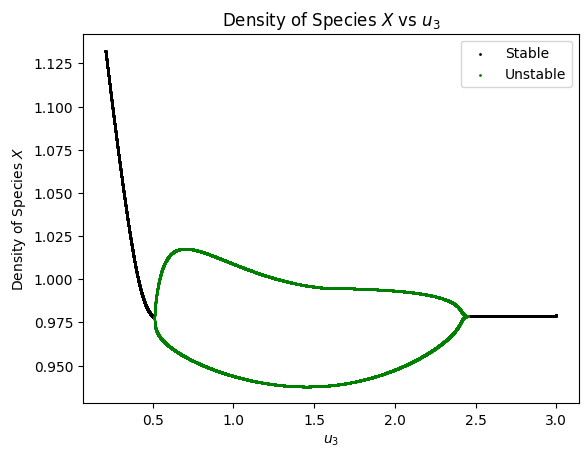 Density of Species X vs u₃
Stable
Unstable
Density of Species X
1.125
1.100
1.075
1.050
1.025
1.000
0.975
0.950
0.5
1.0
1.5
2.0
2.5
3.0
u₃